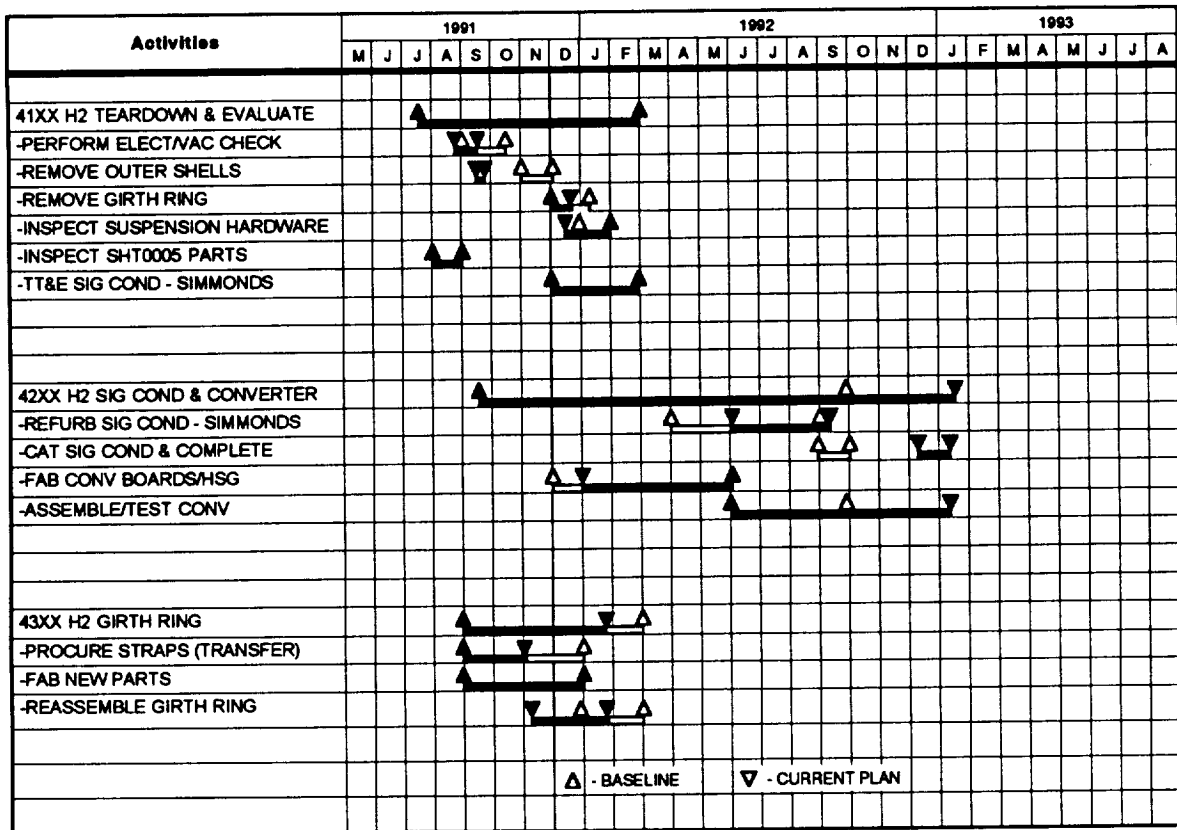 Activities
1991
1992
1993
M J J A S O N D J F M A M J J A S O N D J F M A M J J A
41XX H2 TEARDOWN & EVALUATE
-PERFORM ELECT/VAC CHECK
-REMOVE OUTER SHELLS
-REMOVE GIRTH RING
-INSPECT SUSPENSION HARDWARE
-INSPECT SHT0005 PARTS
-TT&E SIG COND - SIMMONDS
42XX H2 SIG COND & CONVERTER
-REFURB SIG COND - SIMMONDS
-CAT SIG COND & COMPLETE
-FAB CONV BOARDS/HSG
-ASSEMBLE/TEST CONV
43XX H2 GIRTH RING
-PROCURE STRAPS (TRANSFER)
-FAB NEW PARTS
-REASSEMBLE GIRTH RING
- BASELINE
- CURRENT PLAN